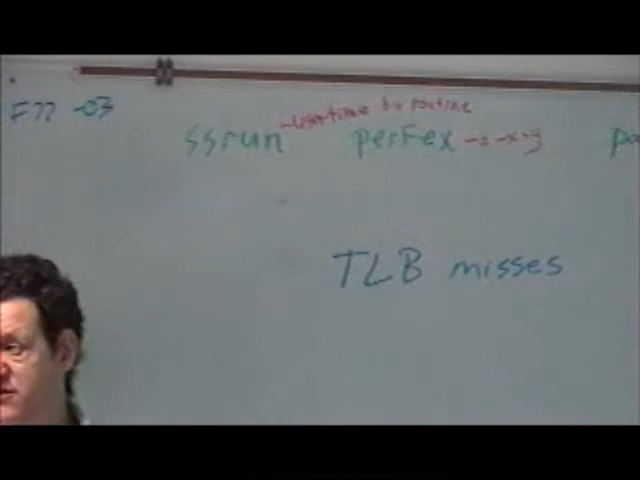 F77 -O3
-usertime by routine
ssrun perfex -a -x -y
TLB misses